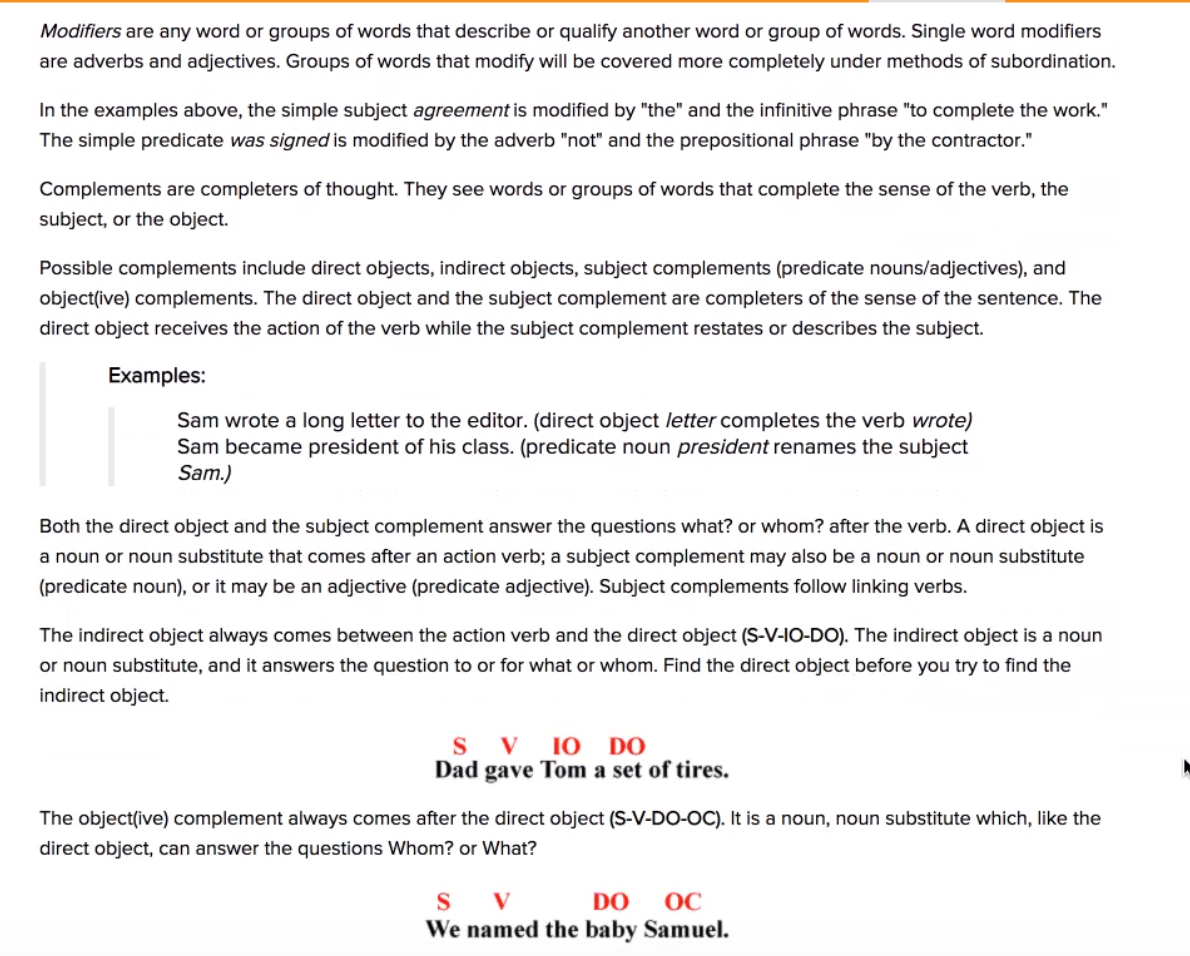 Modifiers are any word or groups of words that describe or qualify another word or group of words. Single word modifiers
are adverbs and adjectives. Groups of words that modify will be covered more completely under methods of subordination.
In the examples above, the simple subject agreement is modified by "the" and the infinitive phrase "to complete the work."
The simple predicate was signed is modified by the adverb "not" and the prepositional phrase "by the contractor."
Complements are completers of thought. They see words or groups of words that complete the sense of the verb, the
subject, or the object.
Possible complements include direct objects, indirect objects, subject complements (predicate nouns/adjectives), and
object(ive) complements. The direct object and the subject complement are completers of the sense of the sentence. The
direct object receives the action of the verb while the subject complement restates or describes the subject.
Examples:
Sam wrote a long letter to the editor. (direct object letter completes the verb wrote)
Sam became president of his class. (predicate noun president renames the subject
Sam.)
Both the direct object and the subject complement answer the questions what? or whom? after the verb. A direct object is
a noun or noun substitute that comes after an action verb; a subject complement may also be a noun or noun substitute
(predicate noun), or it may be an adjective (predicate adjective). Subject complements follow linking verbs.
The indirect object always comes between the action verb and the direct object (S-V-IO-DO). The indirect object is a noun
or noun substitute, and it answers the question to or for what or whom. Find the direct object before you try to find the
indirect object.
S V IO DO
Dad gave Tom a set of tires.
The object(ive) complement always comes after the direct object (S-V-DO-OC). It is a noun, noun substitute which, like the
direct object, can answer the questions Whom? or What?
S V DO OC
We named the baby Samuel.